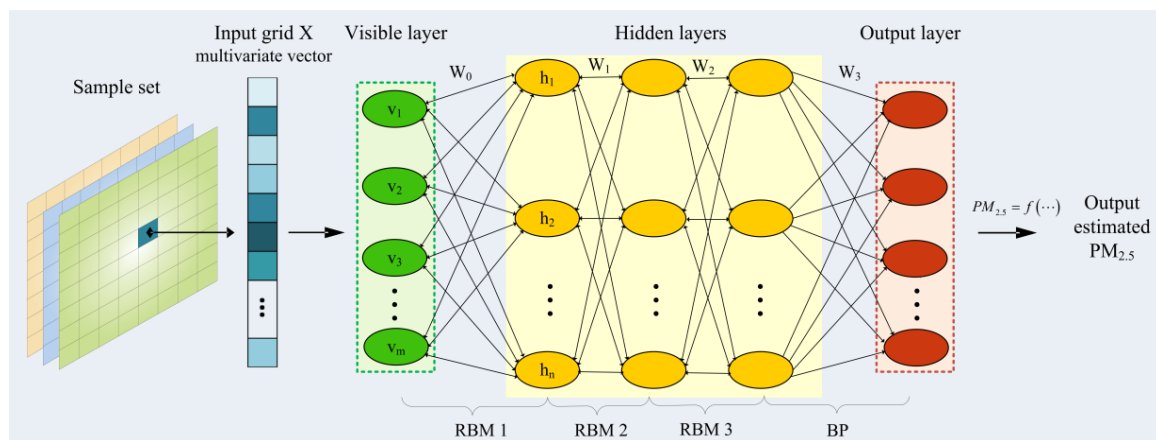 Input grid X
multivariate vector
Visible layer
Hidden layers
Output layer
Sample set
W0
W1
W2
W3
v1
v2
v3
vm
h1
h2
hn
PM2.5 = f(⋯)
Output
estimated
PM2.5
RBM 1
RBM 2
RBM 3
BP